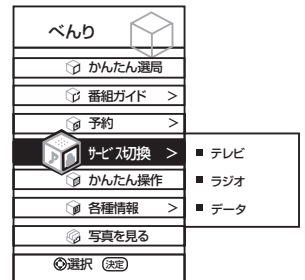 べんり
かんたん選局
番組ガイド >
予約 >
サービス切換 >
かんたん操作
各種情報 >
写真を見る
選択 決定
■ テレビ
■ ラジオ
■ データ